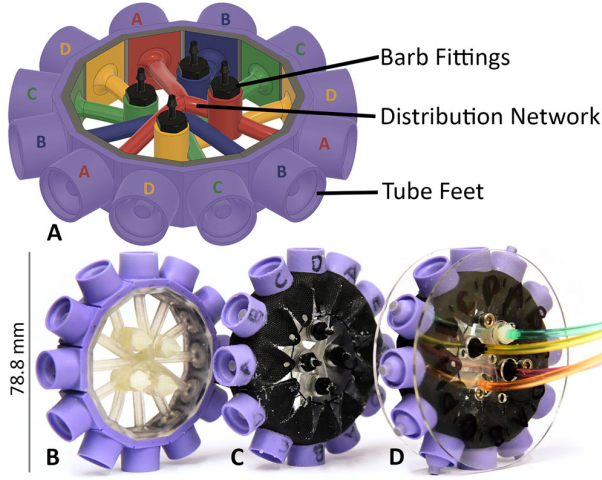 A B
D C
Barb Fittings
C D
Distribution Network
B A
A D C B
Tube Feet
A
78.8 mm
C D A
B C D